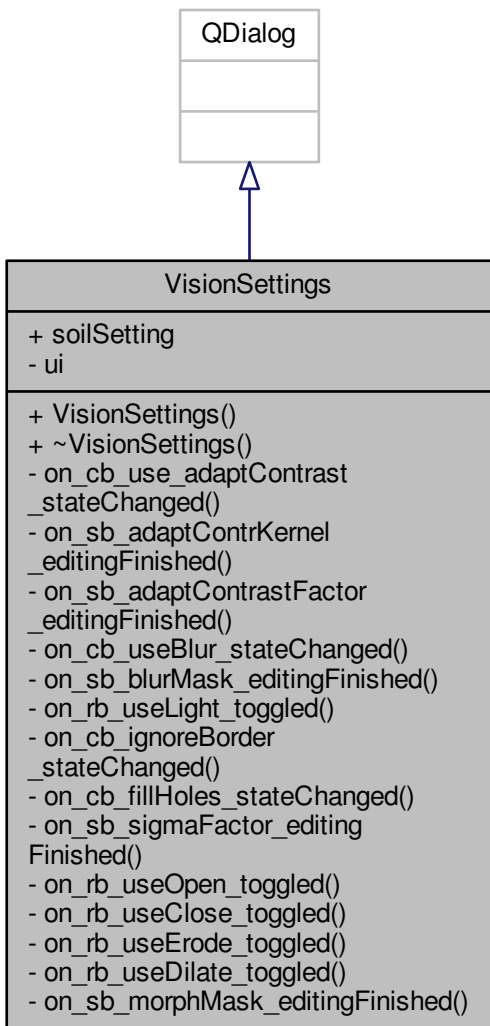 QDialog
VisionSettings
+ soilSetting
- ui
+ VisionSettings()
+ ~VisionSettings()
- on_cb_use_adaptContrast
_stateChanged()
- on_sb_adaptContrKernel
_editingFinished()
- on_sb_adaptContrastFactor
_editingFinished()
- on_cb_useBlur_stateChanged()
- on_sb_blurMask_editingFinished()
- on_rb_useLight_toggled()
- on_cb_ignoreBorder
_stateChanged()
- on_cb_fillHoles_stateChanged()
- on_sb_sigmaFactor_editing
Finished()
- on_rb_useOpen_toggled()
- on_rb_useClose_toggled()
- on_rb_useErode_toggled()
- on_rb_useDilate_toggled()
- on_sb_morphMask_editingFinished()